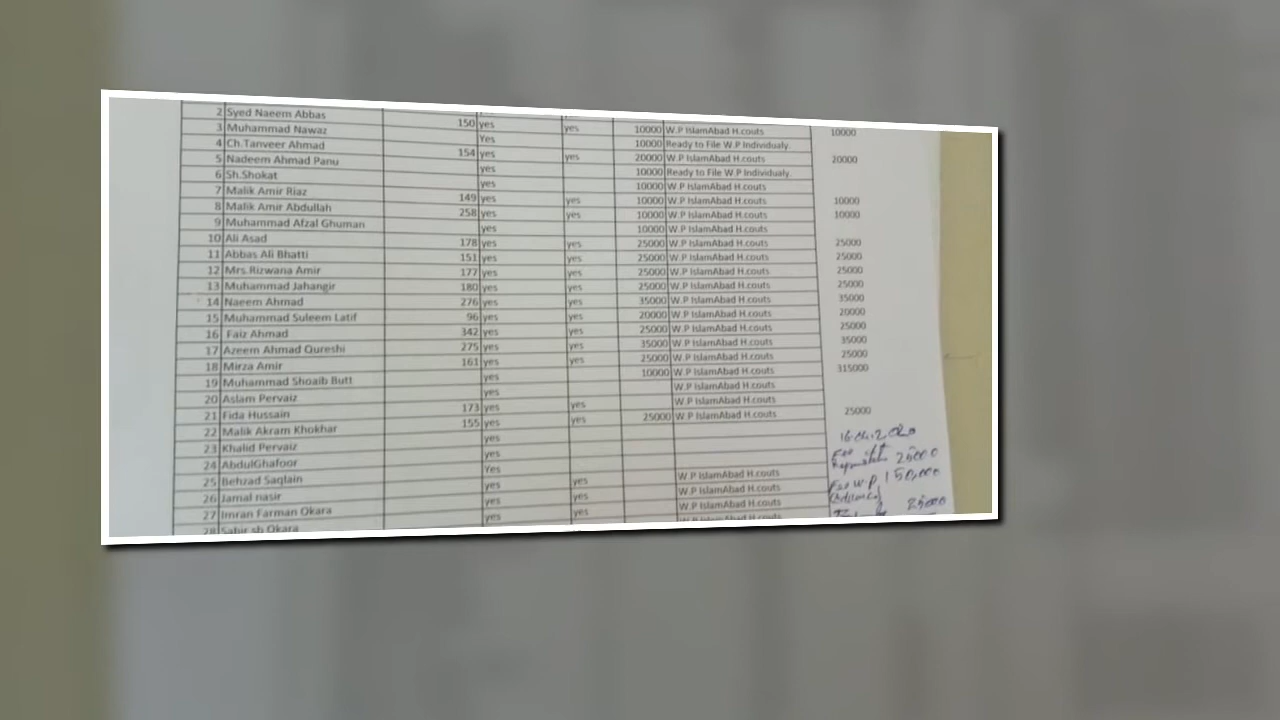 2 Syed Naeem Abbas 150 yes yes 10000 W.P IslamAbad H.couts 10000
3 Muhammad Nawaz Yes 10000 Ready to File W.P Individualy.
4 Ch.Tanveer Ahmad 154 yes yes 20000 W.P IslamAbad H.couts 20000
5 Nadeem Ahmad Panu yes 10000 Ready to File W.P Individualy.
6 Sh.Shokat yes 10000 W.P IslamAbad H.couts
7 Malik Amir Riaz 149 yes yes 10000 W.P IslamAbad H.couts 10000
8 Malik Amir Abdullah 258 yes yes 10000 W.P IslamAbad H.couts 10000
9 Muhammad Afzal Ghuman yes 10000 W.P IslamAbad H.couts
10 Ali Asad 178 yes yes 25000 W.P IslamAbad H.couts 25000
11 Abbas Ali Bhatti 151 yes yes 25000 W.P IslamAbad H.couts 25000
12 Mrs.Rizwana Amir 177 yes yes 25000 W.P IslamAbad H.couts 25000
13 Muhammad Jahangir 180 yes yes 25000 W.P IslamAbad H.couts 25000
14 Naeem Ahmad 276 yes yes 35000 W.P IslamAbad H.couts 35000
15 Muhammad Suleem Latif 96 yes yes 20000 W.P IslamAbad H.couts 20000
16 Faiz Ahmad 342 yes yes 25000 W.P IslamAbad H.couts 25000
17 Azeem Ahmad Qureshi 275 yes yes 35000 W.P IslamAbad H.couts 35000
18 Mirza Amir 161 yes yes 25000 W.P IslamAbad H.couts 25000
19 Muhammad Shoaib Butt yes 10000 W.P IslamAbad H.couts 315000
20 Aslam Pervaiz yes W.P IslamAbad H.couts
21 Fida Hussain 173 yes yes W.P IslamAbad H.couts
22 Malik Akram Khokhar 155 yes yes 25000 W.P IslamAbad H.couts 25000
23 Khalid Pervaiz yes
24 AbdulGhafoor Yes
25 Behzad Saqlain yes yes W.P IslamAbad H.couts
26 Jamal nasir yes yes W.P IslamAbad H.couts
27 Imran Farman Okara yes yes W.P IslamAbad H.couts
28 Sabir sb Okara W.P IslamAbad H.couts
25000
Fee W.P 150,000
25000